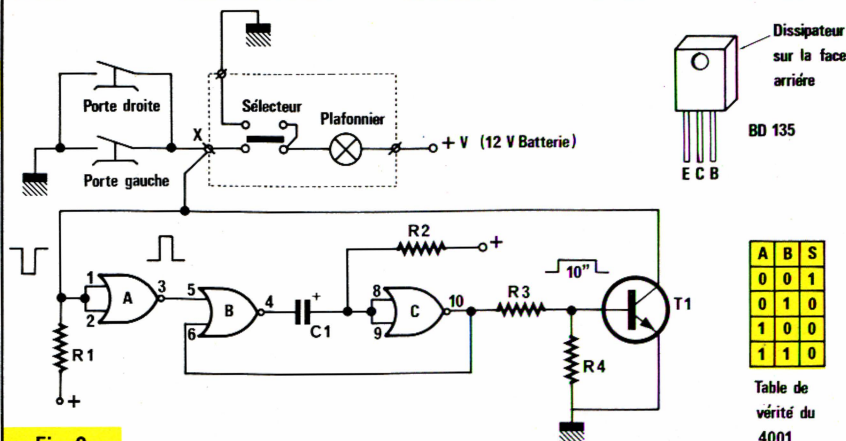 Dissipateur
sur la face
arriére
BD 135
E C B
Porte droite
Porte gauche
X
Sélecteur
Plafonnier
+ V (12 V Batterie)
R2
+
1
2
A
3
5
6
B
4
+
C1
8
9
C
10
10"
R3
T1
R1
+
R4
A B S
0 0 1
0 1 0
1 0 0
1 1 0
Table de
vérité du
4001